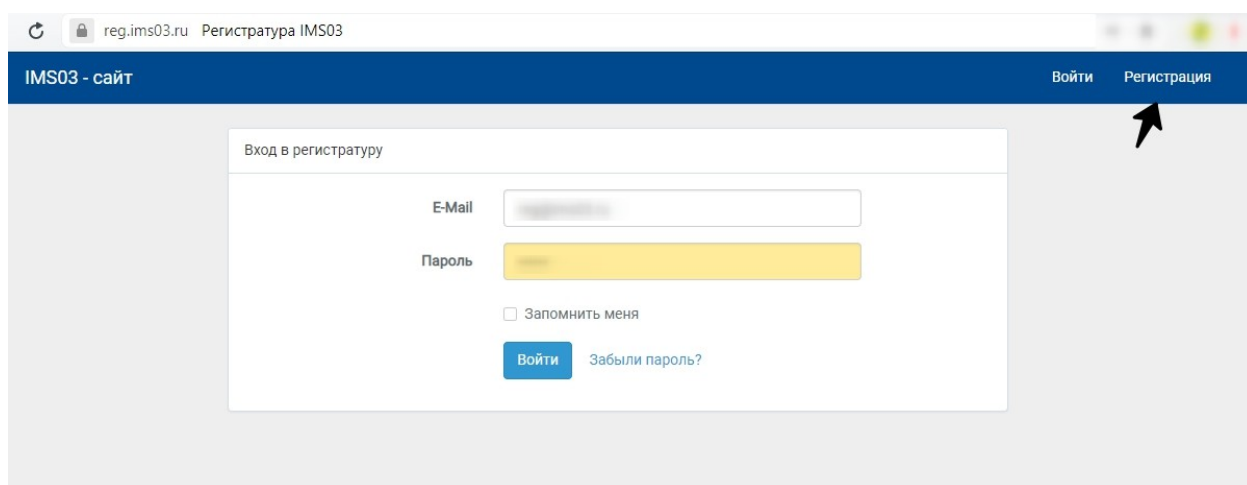 reg.ims03.ru Регистратура IMS03
IMS03 - сайт Войти Регистрация
Вход в регистратуру
E-Mail
Пароль
Запомнить меня
Войти Забыли пароль?